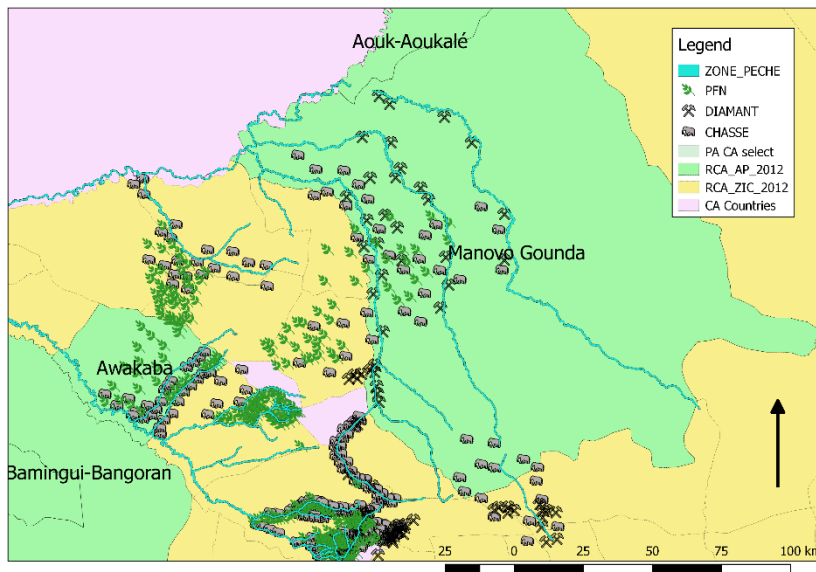 Aouk-Aoukalé
Legend
ZONE_PECHE
PFN
DIAMANT
CHASSE
PA CA select
RCA_AP_2012
RCA_ZIC_2012
CA Countries
Manovo Gounda
Awakaba
Bamingui-Bangoran
25 0 25 50 75 100 km